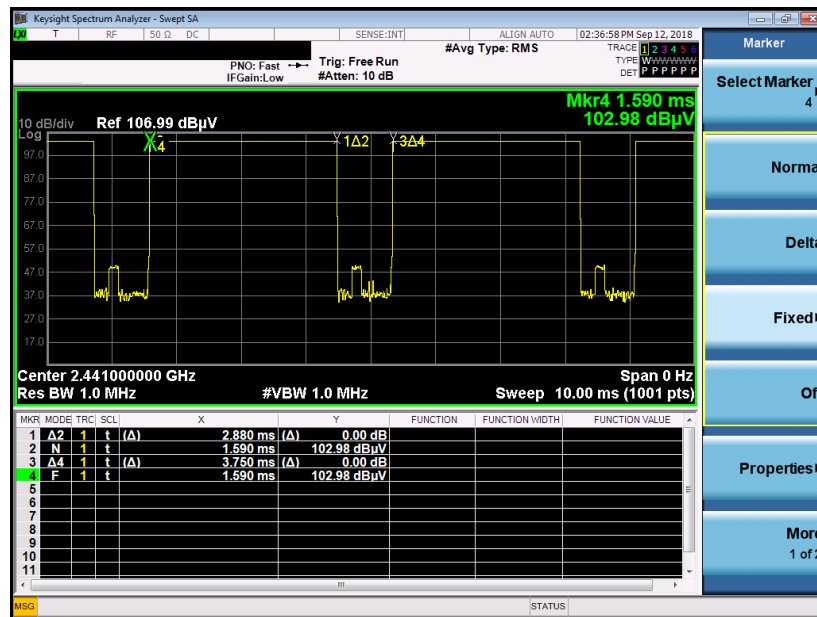 Keysight Spectrum Analyzer - Swept SA
LXI T RF 50 Ω DC SENSE:INT ALIGN AUTO 02:36:58 PM Sep 12, 2018
#Avg Type: RMS TRACE 1 2 3 4 5 6
PNO: Fast Trig: Free Run TYPE WWWWWW
IFGain:Low #Atten: 10 dB DET P P P P P P
Mkr4 1.590 ms
10 dB/div Ref 106.99 dBµV 102.98 dBµV
Log
4 1Δ2 3Δ4
97.0
87.0
77.0
67.0
57.0
47.0
37.0
27.0
17.0
Center 2.441000000 GHz Span 0 Hz
Res BW 1.0 MHz #VBW 1.0 MHz Sweep 10.00 ms (1001 pts)
MKR MODE TRC SCL X Y FUNCTION FUNCTION WIDTH FUNCTION VALUE
1 Δ2 1 t (Δ) 2.880 ms (Δ) 0.00 dB
2 N 1 t 1.590 ms 102.98 dBµV
3 Δ4 1 t (Δ) 3.750 ms (Δ) 0.00 dB
4 F 1 t 1.590 ms 102.98 dBµV
5
6
7
8
9
10
11
MSG STATUS
Marker
Select Marker
4
Norma
Delta
Fixed
Of
Properties
More
1 of 2